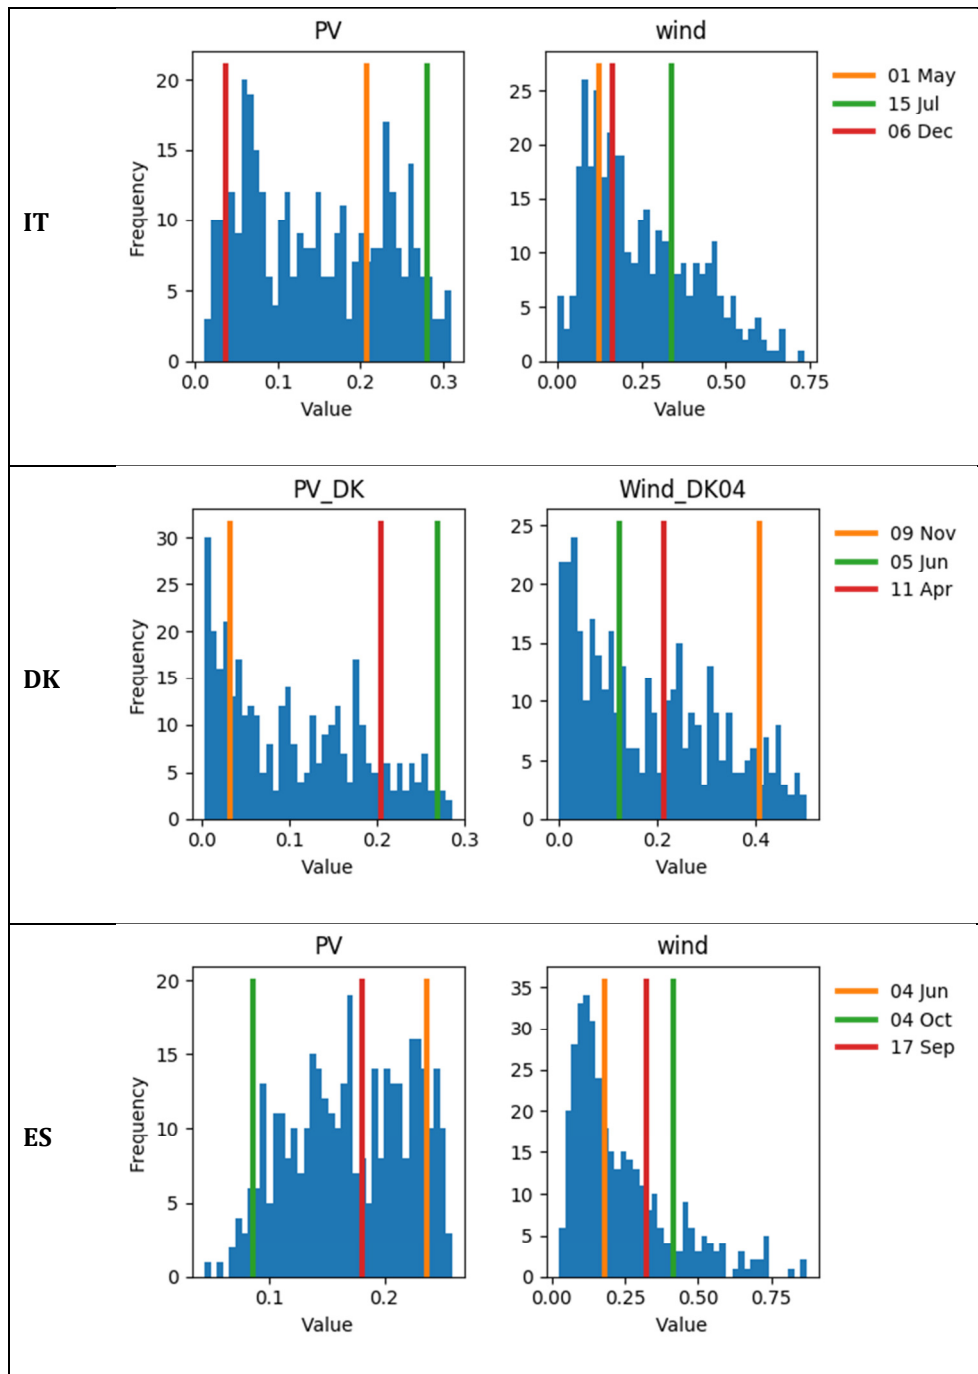 IT
PV
Frequency
20
15
10
5
0
0.0 0.1 0.2 0.3
Value
wind
25
20
15
10
5
0
0.00 0.25 0.50 0.75
Value
01 May
15 Jul
06 Dec
DK
PV_DK
Frequency
30
25
20
15
10
5
0
0.0 0.1 0.2 0.3
Value
Wind_DK04
25
20
15
10
5
0
0.0 0.2 0.4
Value
09 Nov
05 Jun
11 Apr
ES
PV
Frequency
20
15
10
5
0
0.1 0.2
Value
wind
35
30
25
20
15
10
5
0
0.00 0.25 0.50 0.75
Value
04 Jun
04 Oct
17 Sep